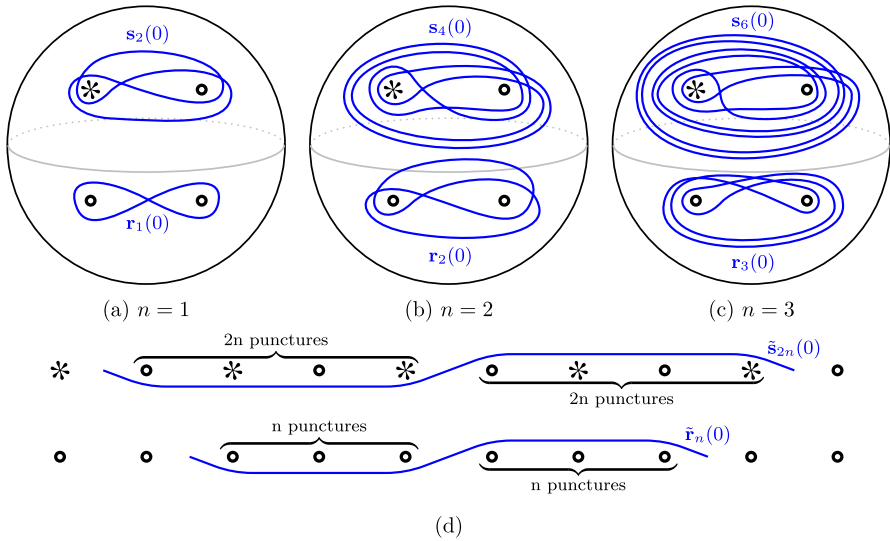 s₂(0)
s₄(0)
s₆(0)
r₁(0)
r₂(0)
r₃(0)
(a) n = 1
(b) n = 2
(c) n = 3
2n punctures
s̃₂ₙ(0)
2n punctures
n punctures
r̃ₙ(0)
n punctures
(d)